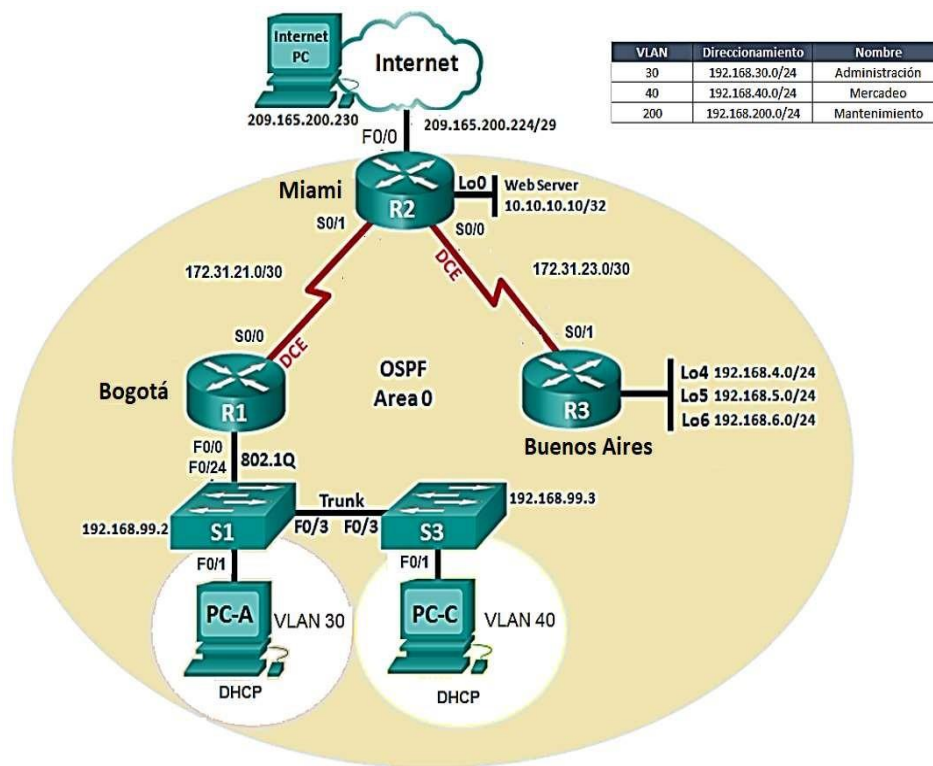 Internet
PC
Internet
209.165.200.230
209.165.200.224/29
F0/0
VLAN Direccionamiento Nombre
30 192.168.30.0/24 Administración
40 192.168.40.0/24 Mercadeo
200 192.168.200.0/24 Mantenimiento
Miami
R2
Lo0
Web Server
10.10.10.10/32
S0/1
S0/0
DCE
172.31.21.0/30
172.31.23.0/30
S0/0
DCE
S0/1
Bogotá
R1
OSPF
Area 0
R3
Buenos Aires
Lo4 192.168.4.0/24
Lo5 192.168.5.0/24
Lo6 192.168.6.0/24
F0/0
F0/24
802.1Q
192.168.99.2
S1
Trunk
F0/3 F0/3
S3
192.168.99.3
F0/1
F0/1
PC-A
VLAN 30
DHCP
PC-C
VLAN 40
DHCP